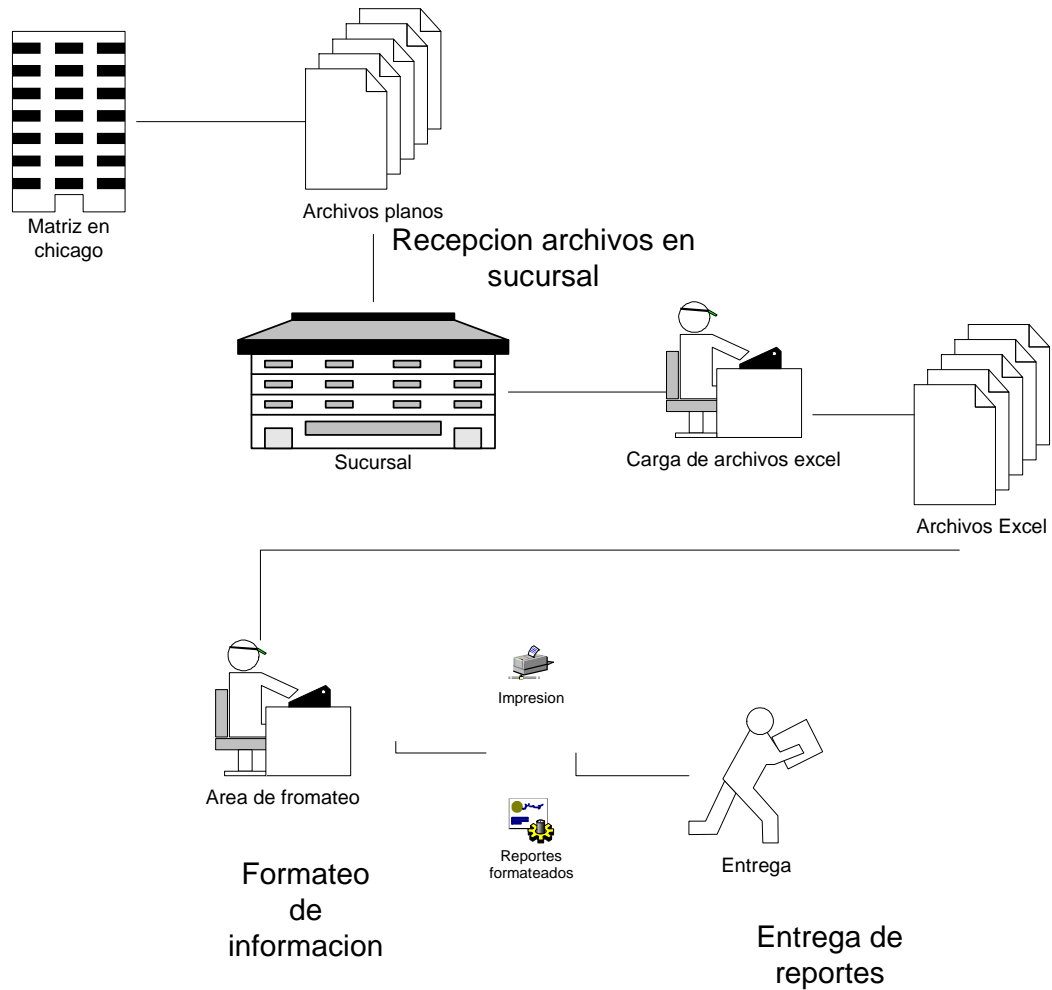 Matriz en
chicago
Archivos planos
Recepcion archivos en
sucursal
Sucursal
Carga de archivos excel
Archivos Excel
Impresion
Area de fromateo
Reportes
formateados
Entrega
Formateo
de
informacion
Entrega de
reportes